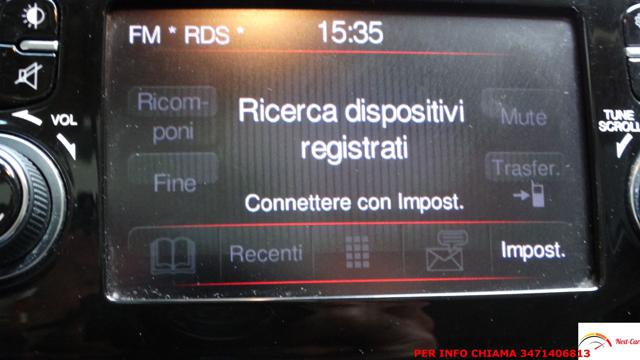 FM * RDS * 15:35
Ricom-
poni
Ricerca dispositivi
registrati
Mute
VOL
TUNE
SCROLL
Fine
Trasfer.
Connettere con Impost.
Recenti
Impost.
PER INFO CHIAMA 3471406813
Next-Car